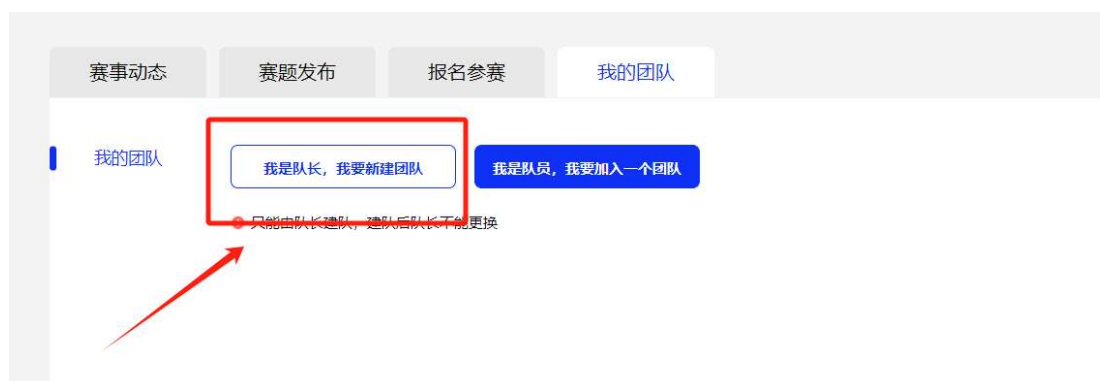 赛事动态 赛题发布 报名参赛 我的团队
我的团队 我是队长，我要新建团队 我是队员，我要加入一个团队
只能由队长建队，建队后队长不能更换